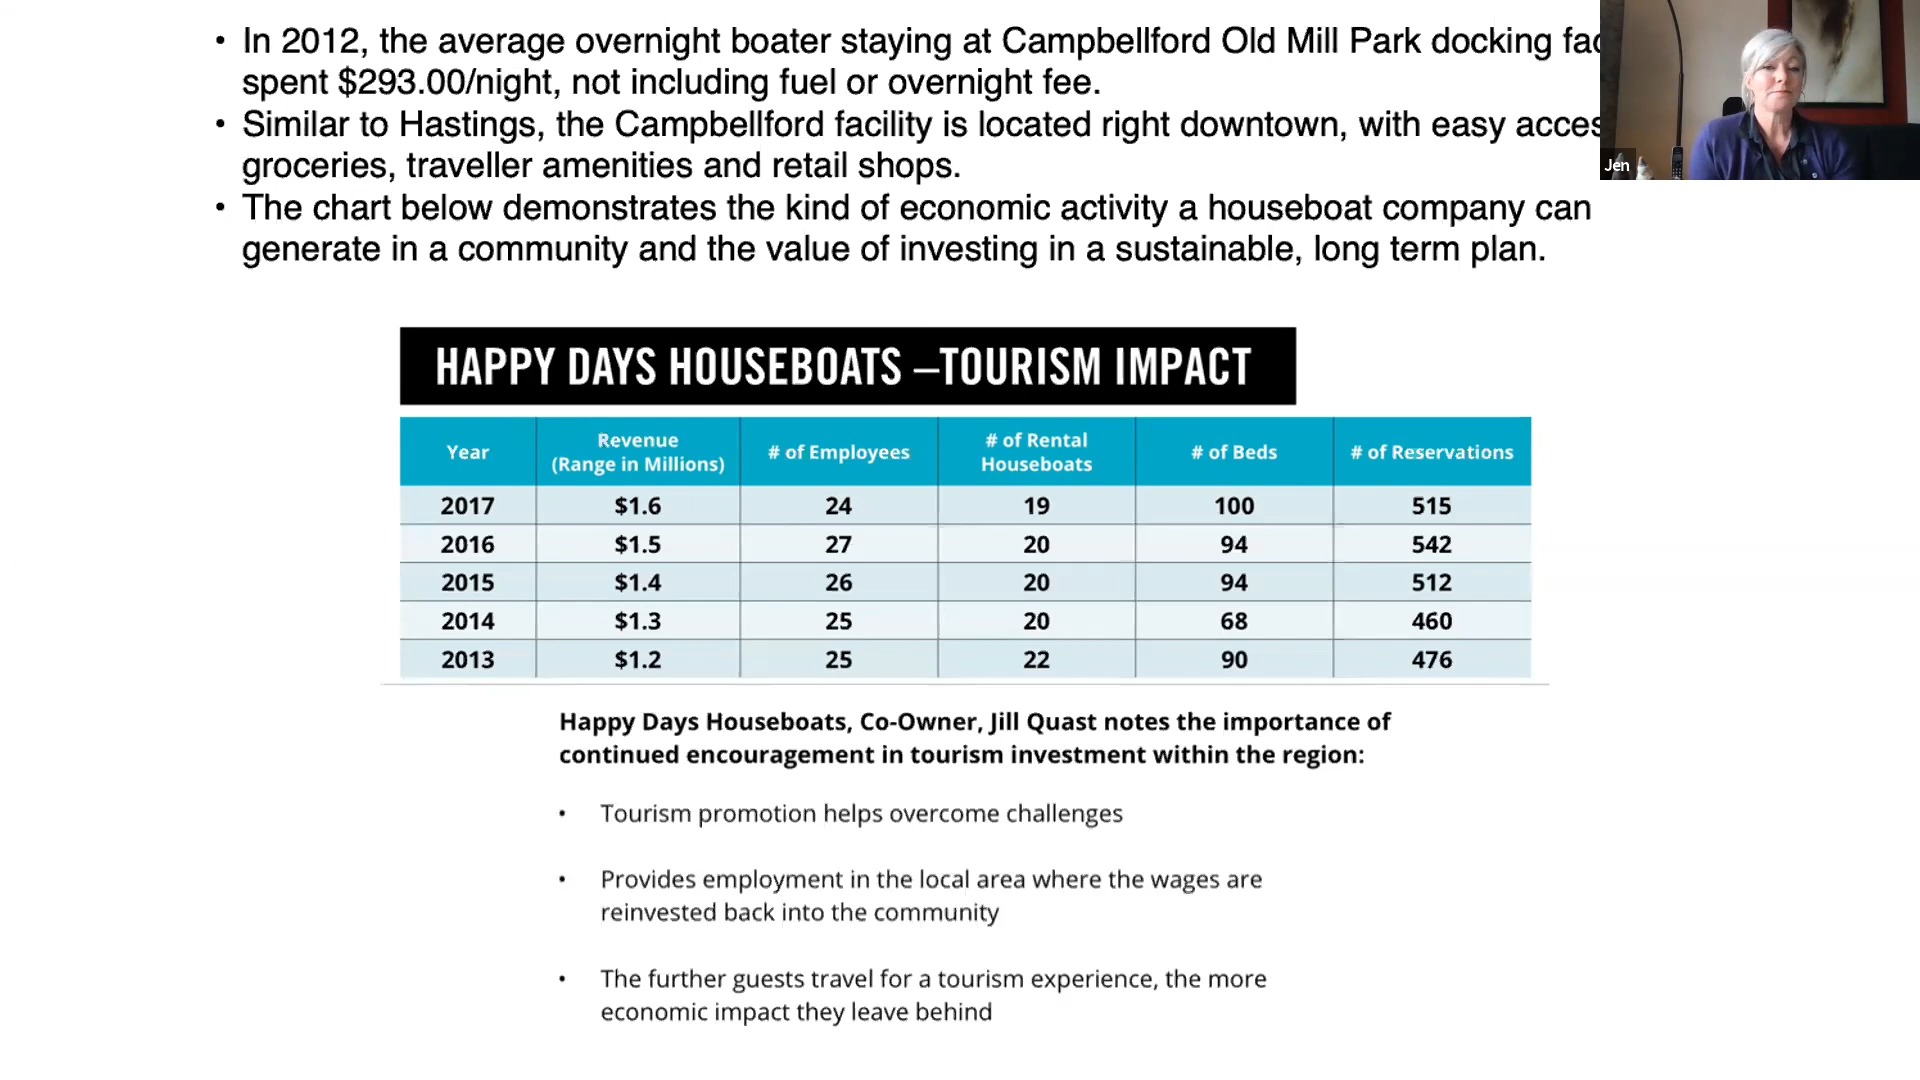 • In 2012, the average overnight boater staying at Campbellford Old Mill Park docking
spent $293.00/night, not including fuel or overnight fee.
• Similar to Hastings, the Campbellford facility is located right downtown, with easy
groceries, traveller amenities and retail shops.
• The chart below demonstrates the kind of economic activity a houseboat company can
generate in a community and the value of investing in a sustainable, long term plan.
Jen
HAPPY DAYS HOUSEBOATS –TOURISM IMPACT
Year Revenue (Range in Millions) # of Employees # of Rental Houseboats # of Beds # of Reservations
2017 $1.6 24 19 100 515
2016 $1.5 27 20 94 542
2015 $1.4 26 20 94 512
2014 $1.3 25 20 68 460
2013 $1.2 25 22 90 476
Happy Days Houseboats, Co-Owner, Jill Quast notes the importance of
continued encouragement in tourism investment within the region:
• Tourism promotion helps overcome challenges
• Provides employment in the local area where the wages are
reinvested back into the community
• The further guests travel for a tourism experience, the more
economic impact they leave behind